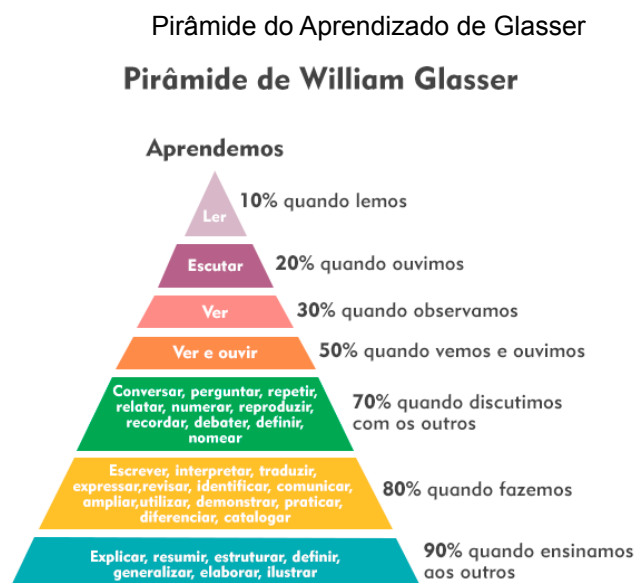 Pirâmide do Aprendizado de Glasser
Pirâmide de William Glasser
Aprendemos
Ler
10% quando lemos
Escutar
20% quando ouvimos
Ver
30% quando observamos
Ver e ouvir
50% quando vemos e ouvimos
Conversar, perguntar, repetir,
relatar, numerar, reproduzir,
recordar, debater, definir,
nomear
70% quando discutimos
com os outros
Escrever, interpretar, traduzir,
expressar,revisar, identificar, comunicar,
ampliar,utilizar, demonstrar, praticar,
diferenciar, catalogar
80% quando fazemos
Explicar, resumir, estruturar, definir,
generalizar, elaborar, ilustrar
90% quando ensinamos
aos outros